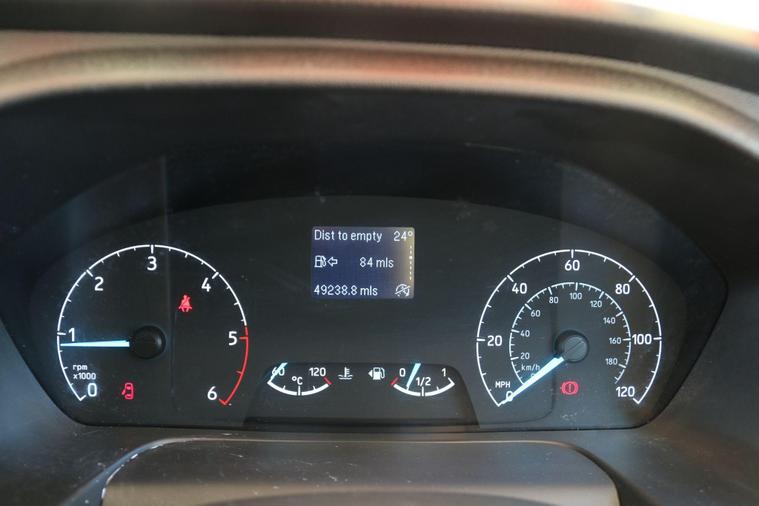 Dist to empty 24°
84 mls
49238.8 mls
0 1 2 3 4 5 6
rpm
x1000
60 120
°C
0 1/2 1
0 20 40 60 80 100 120
MPH
20 40 60 80 100 120 140 160 180
km/h